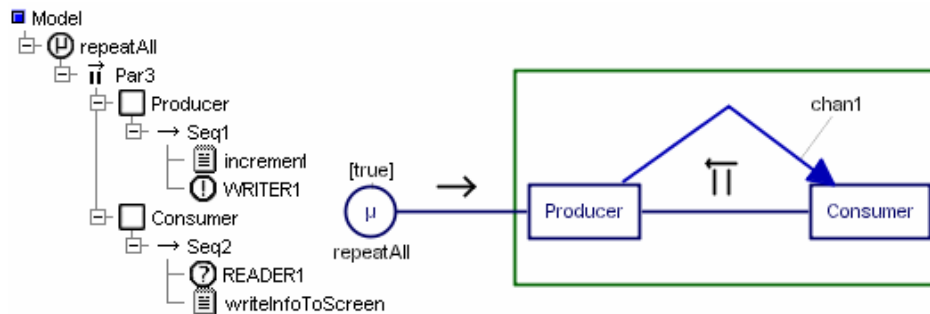 Model
μ repeatAll
Par3
Producer
→ Seq1
increment
! WRITER1
Consumer
→ Seq2
? READER1
writeInfoToScreen
[true]
μ
repeatAll
Producer
chan1
Consumer